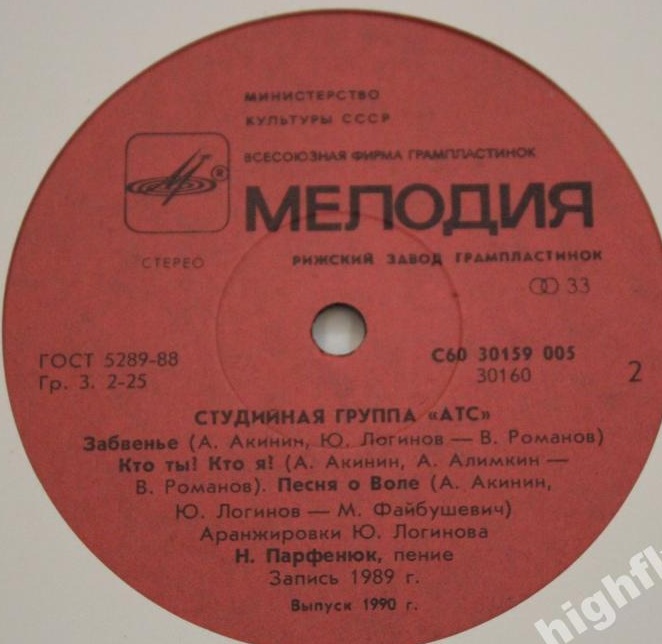 МИНИСТЕРСТВО
КУЛЬТУРЫ СССР
ВСЕСОЮЗНАЯ ФИРМА ГРАМПЛАСТИНОК
®
МЕЛОДИЯ
СТЕРЕО
РИЖСКИЙ ЗАВОД ГРАМПЛАСТИНОК
33
ГОСТ 5289-88
Гр. 3. 2-25
С60 30159 005
30160
2
СТУДИЙНАЯ ГРУППА «АТС»
Забвенье (А. Акинин, Ю. Логинов — В. Романов)
Кто ты! Кто я! (А. Акинин, А. Алимкин —
В. Романов). Песня о Воле (А. Акинин,
Ю. Логинов — М. Файбушевич)
Аранжировки Ю. Логинова
Н. Парфенюк, пение
Запись 1989 г.
Выпуск 1990 г.